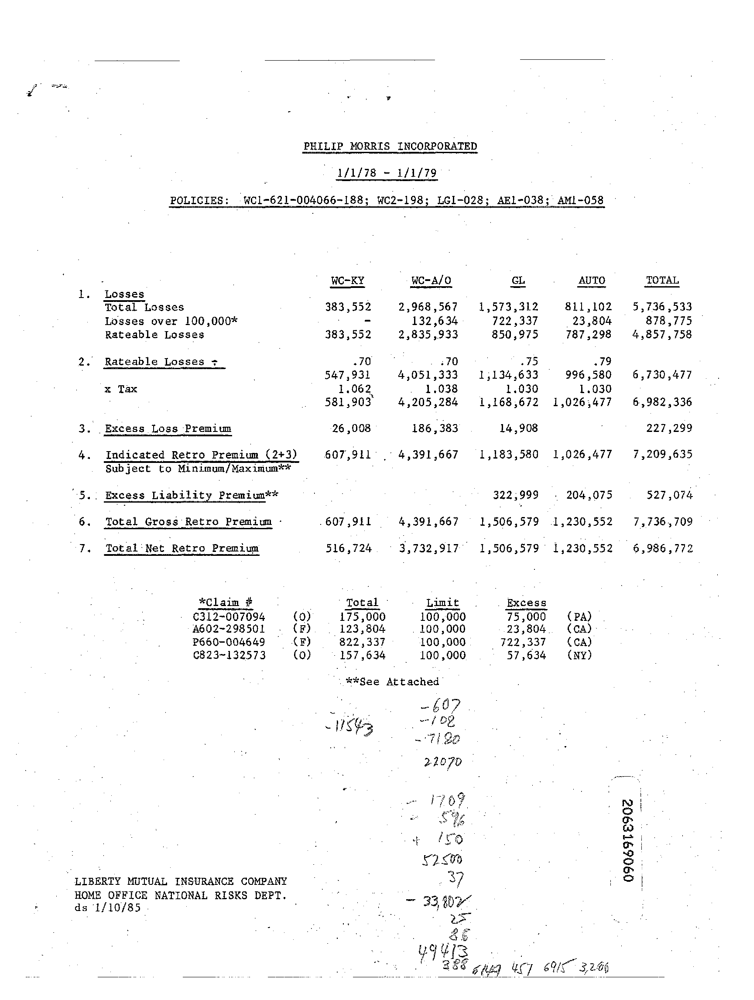 PHILIP MORRIS INCORPORATED
1/1/78 - 1/1/79
POLICIES: WC1-621-004066-188; WC2-198; LG1-028; AE1-038; AM1-058
WC-KY WC-A/O GL AUTO TOTAL
1. Losses
Total Losses 383,552 2,968,567 1,573,312 811,102 5,736,533
Losses over 100,000* - 132,634 722,337 23,804 878,775
Rateable Losses 383,552 2,835,933 850,975 787,298 4,857,758
2. Rateable Losses ÷ .70 .70 .75 .79
547,931 4,051,333 1,134,633 996,580 6,730,477
x Tax 1.062 1.038 1.030 1.030
581,903 4,205,284 1,168,672 1,026,477 6,982,336
3. Excess Loss Premium 26,008 186,383 14,908 227,299
4. Indicated Retro Premium (2+3) 607,911 4,391,667 1,183,580 1,026,477 7,209,635
Subject to Minimum/Maximum**
5. Excess Liability Premium** 322,999 204,075 527,074
6. Total Gross Retro Premium 607,911 4,391,667 1,506,579 1,230,552 7,736,709
7. Total Net Retro Premium 516,724 3,732,917 1,506,579 1,230,552 6,986,772
*Claim # Total Limit Excess
C312-007094 (O) 175,000 100,000 75,000 (PA)
A602-298501 (F) 123,804 100,000 23,804 (CA)
P660-004649 (F) 822,337 100,000 722,337 (CA)
C823-132573 (O) 157,634 100,000 57,634 (NY)
**See Attached
-607
-11543 -108
-7180
22070
- 1709
- 596
+ 150
52500
37
- 33,802
25
86
49413
388 457 6915
2063169060
LIBERTY MUTUAL INSURANCE COMPANY
HOME OFFICE NATIONAL RISKS DEPT.
ds 1/10/85